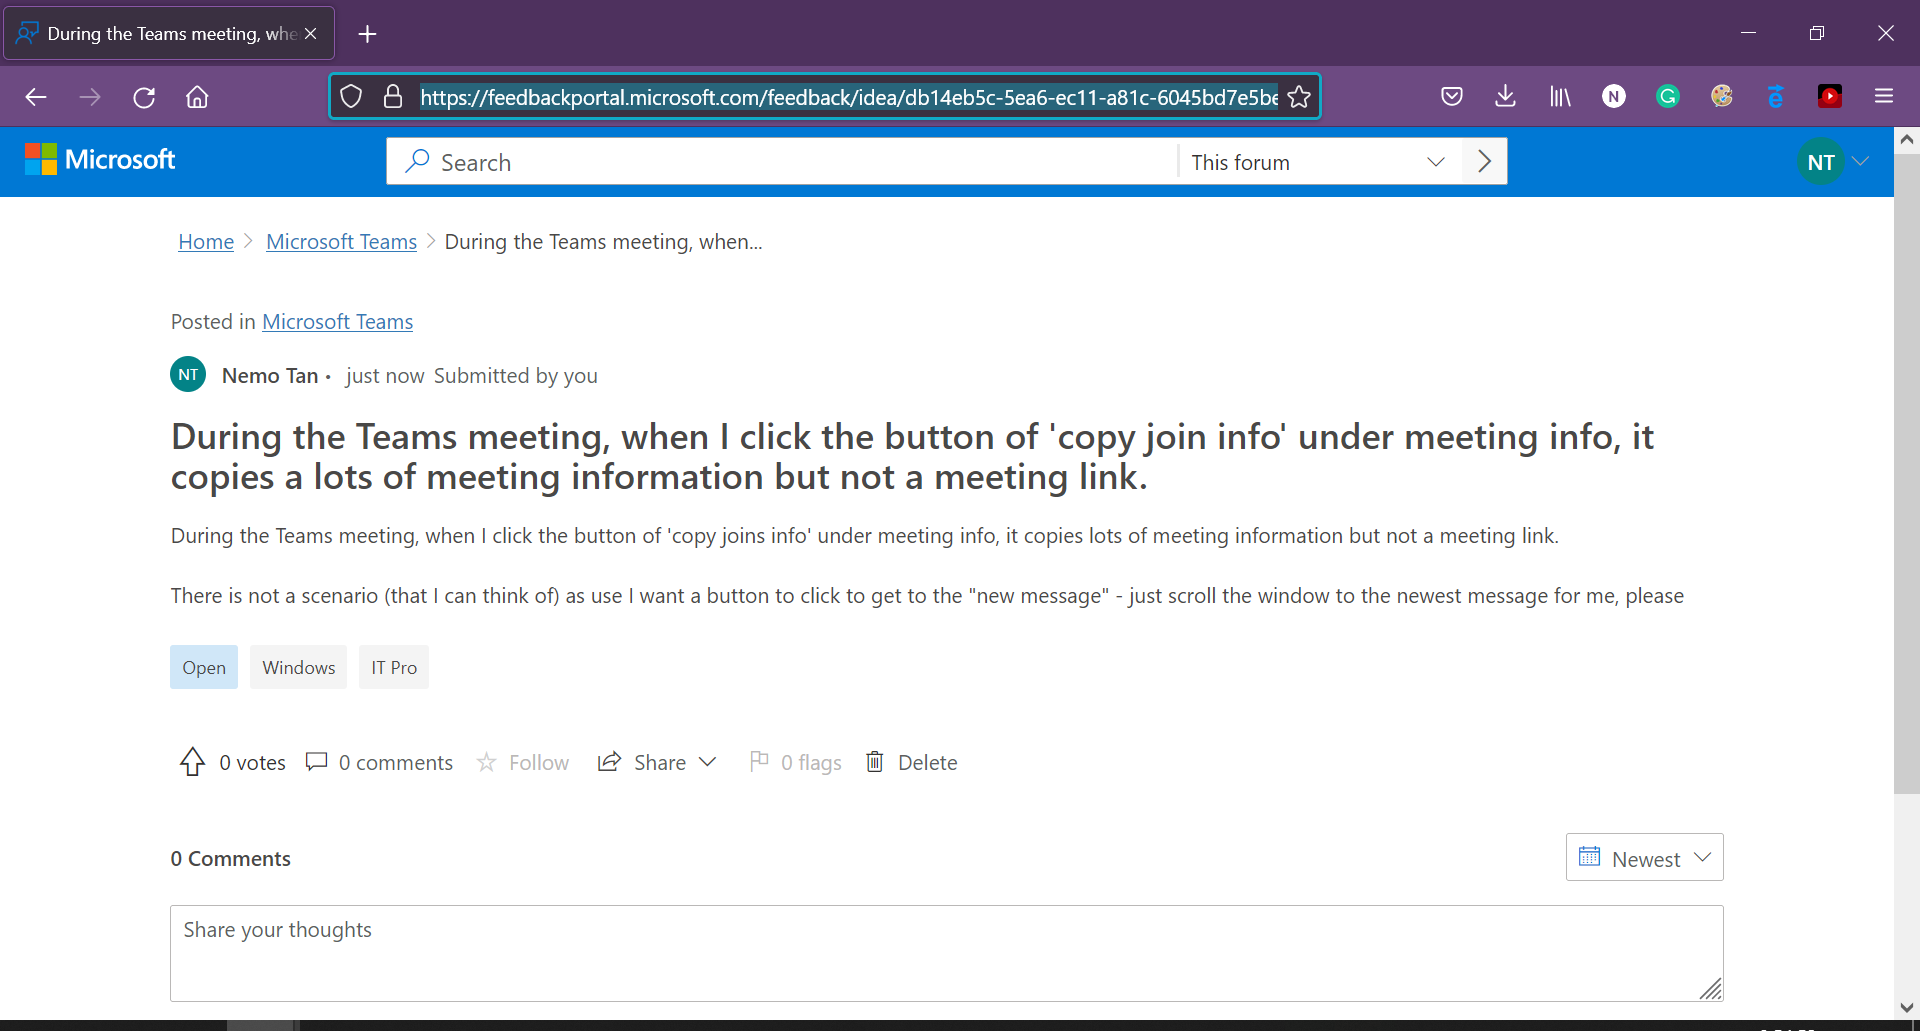 During the Teams meeting, whe
https://feedbackportal.microsoft.com/feedback/idea/db14eb5c-5ea6-ec11-a81c-6045bd7e5be
N
G
Microsoft
Search
This forum
NT
Home
Microsoft Teams
During the Teams meeting, when...
Posted in Microsoft Teams
NT
Nemo Tan • just now Submitted by you
During the Teams meeting, when I click the button of 'copy join info' under meeting info, it
copies a lots of meeting information but not a meeting link.
During the Teams meeting, when I click the button of 'copy joins info' under meeting info, it copies lots of meeting information but not a meeting link.
There is not a scenario (that I can think of) as use I want a button to click to get to the "new message" - just scroll the window to the newest message for me, please
Open
Windows
IT Pro
0 votes
0 comments
Follow
Share
0 flags
Delete
0 Comments
Newest
Share your thoughts